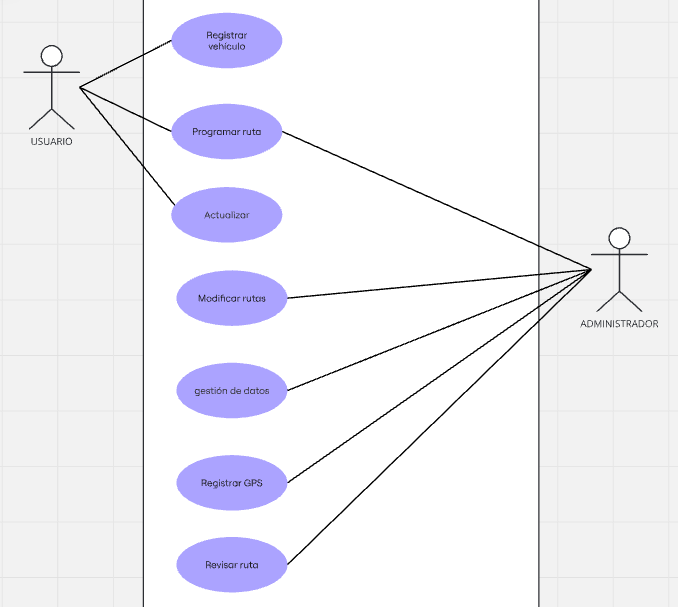 Registrar
vehículo
USUARIO
Programar ruta
Actualizar
Modificar rutas
ADMINISTRADOR
gestión de datos
Registrar GPS
Revisar ruta